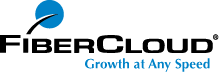 FIBERCLOUD®
Growth at Any Speed